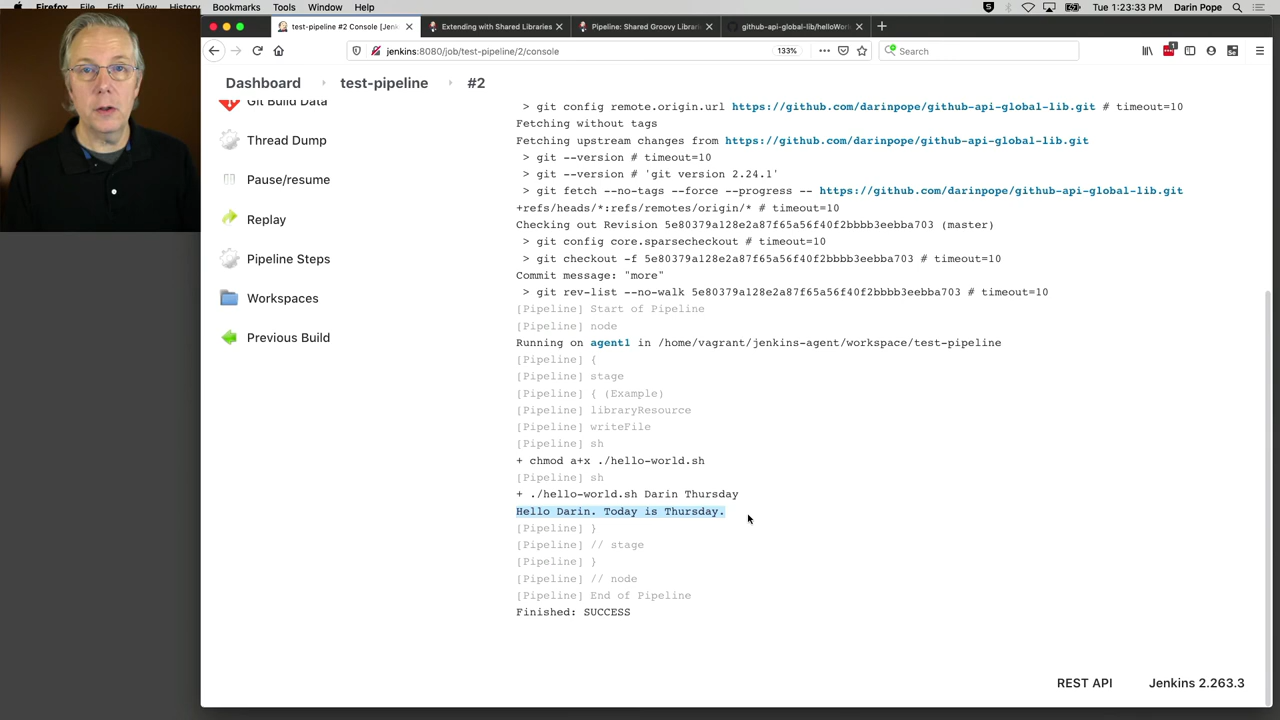 Firefox File Edit View History Bookmarks Tools Window Help Tue 1:23:33 PM Darin Pope
test-pipeline #2 Console [Jenk
Extending with Shared Libraries
Pipeline: Shared Groovy Librari
github-api-global-lib/helloWorl
jenkins:8080/job/test-pipeline/2/console
133%
Search
Dashboard
test-pipeline
#2
Git Build Data
Thread Dump
Pause/resume
Replay
Pipeline Steps
Workspaces
Previous Build
> git config remote.origin.url https://github.com/darinpope/github-api-global-lib.git # timeout=10
Fetching without tags
Fetching upstream changes from https://github.com/darinpope/github-api-global-lib.git
> git --version # timeout=10
> git --version # 'git version 2.24.1'
> git fetch --no-tags --force --progress -- https://github.com/darinpope/github-api-global-lib.git
+refs/heads/*:refs/remotes/origin/* # timeout=10
Checking out Revision 5e80379a128e2a87f65a56f40f2bbbb3eebba703 (master)
> git config core.sparsecheckout # timeout=10
> git checkout -f 5e80379a128e2a87f65a56f40f2bbbb3eebba703 # timeout=10
Commit message: "more"
> git rev-list --no-walk 5e80379a128e2a87f65a56f40f2bbbb3eebba703 # timeout=10
[Pipeline] Start of Pipeline
[Pipeline] node
Running on agent1 in /home/vagrant/jenkins-agent/workspace/test-pipeline
[Pipeline] {
[Pipeline] stage
[Pipeline] { (Example)
[Pipeline] libraryResource
[Pipeline] writeFile
[Pipeline] sh
+ chmod a+x ./hello-world.sh
[Pipeline] sh
+ ./hello-world.sh Darin Thursday
Hello Darin. Today is Thursday.
[Pipeline] }
[Pipeline] // stage
[Pipeline] }
[Pipeline] // node
[Pipeline] End of Pipeline
Finished: SUCCESS
REST API
Jenkins 2.263.3